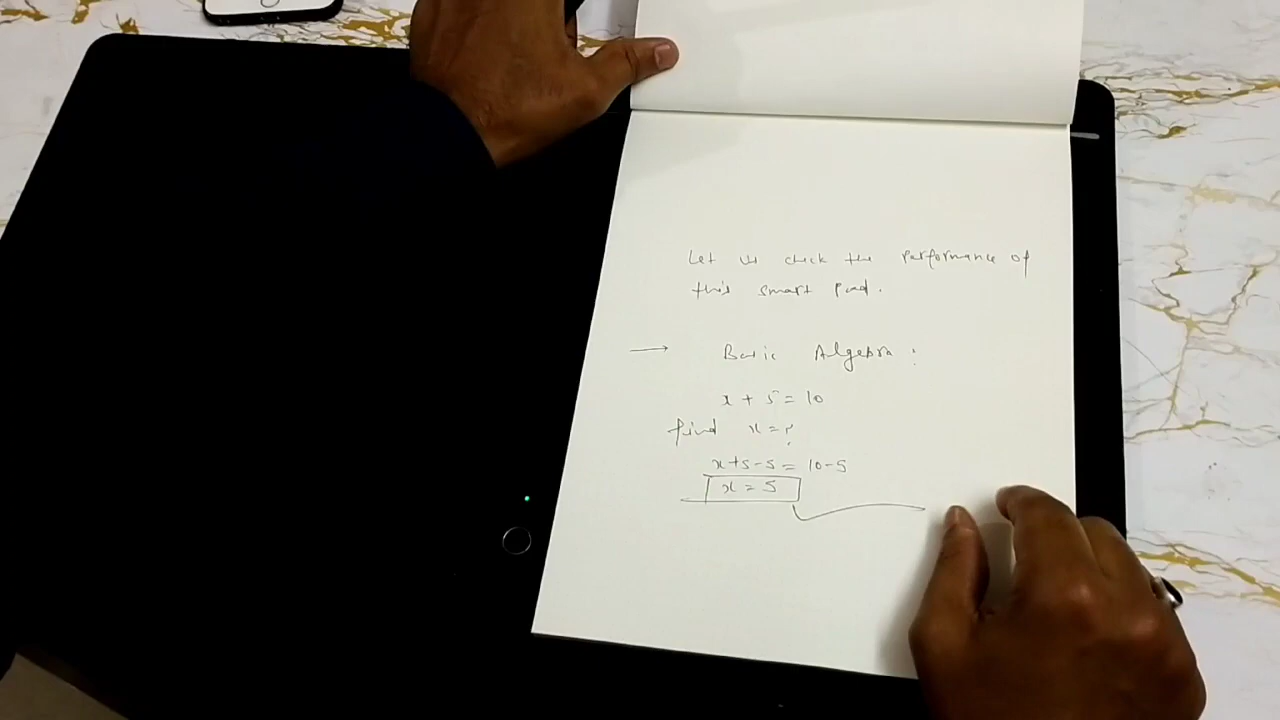 Let us check the performance of
this smart pad.
→ Basic Algebra:
x + 5 = 10
find x = ?
x+5-5 = 10-5
x = 5